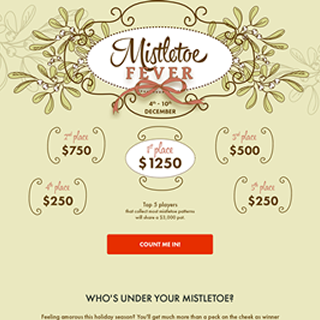 Mistletoe
FEVER
4th - 10th
DECEMBER
2nd place
$750
1st place
$1250
3rd place
$500
4th place
$250
5th place
$250
Top 5 players
that collect most mistletoe patterns
will share a $3,000 pot.
COUNT ME IN!
WHO'S UNDER YOUR MISTLETOE?
Feeling amorous this holiday season? You'll get much more than a peck on the cheek as winner